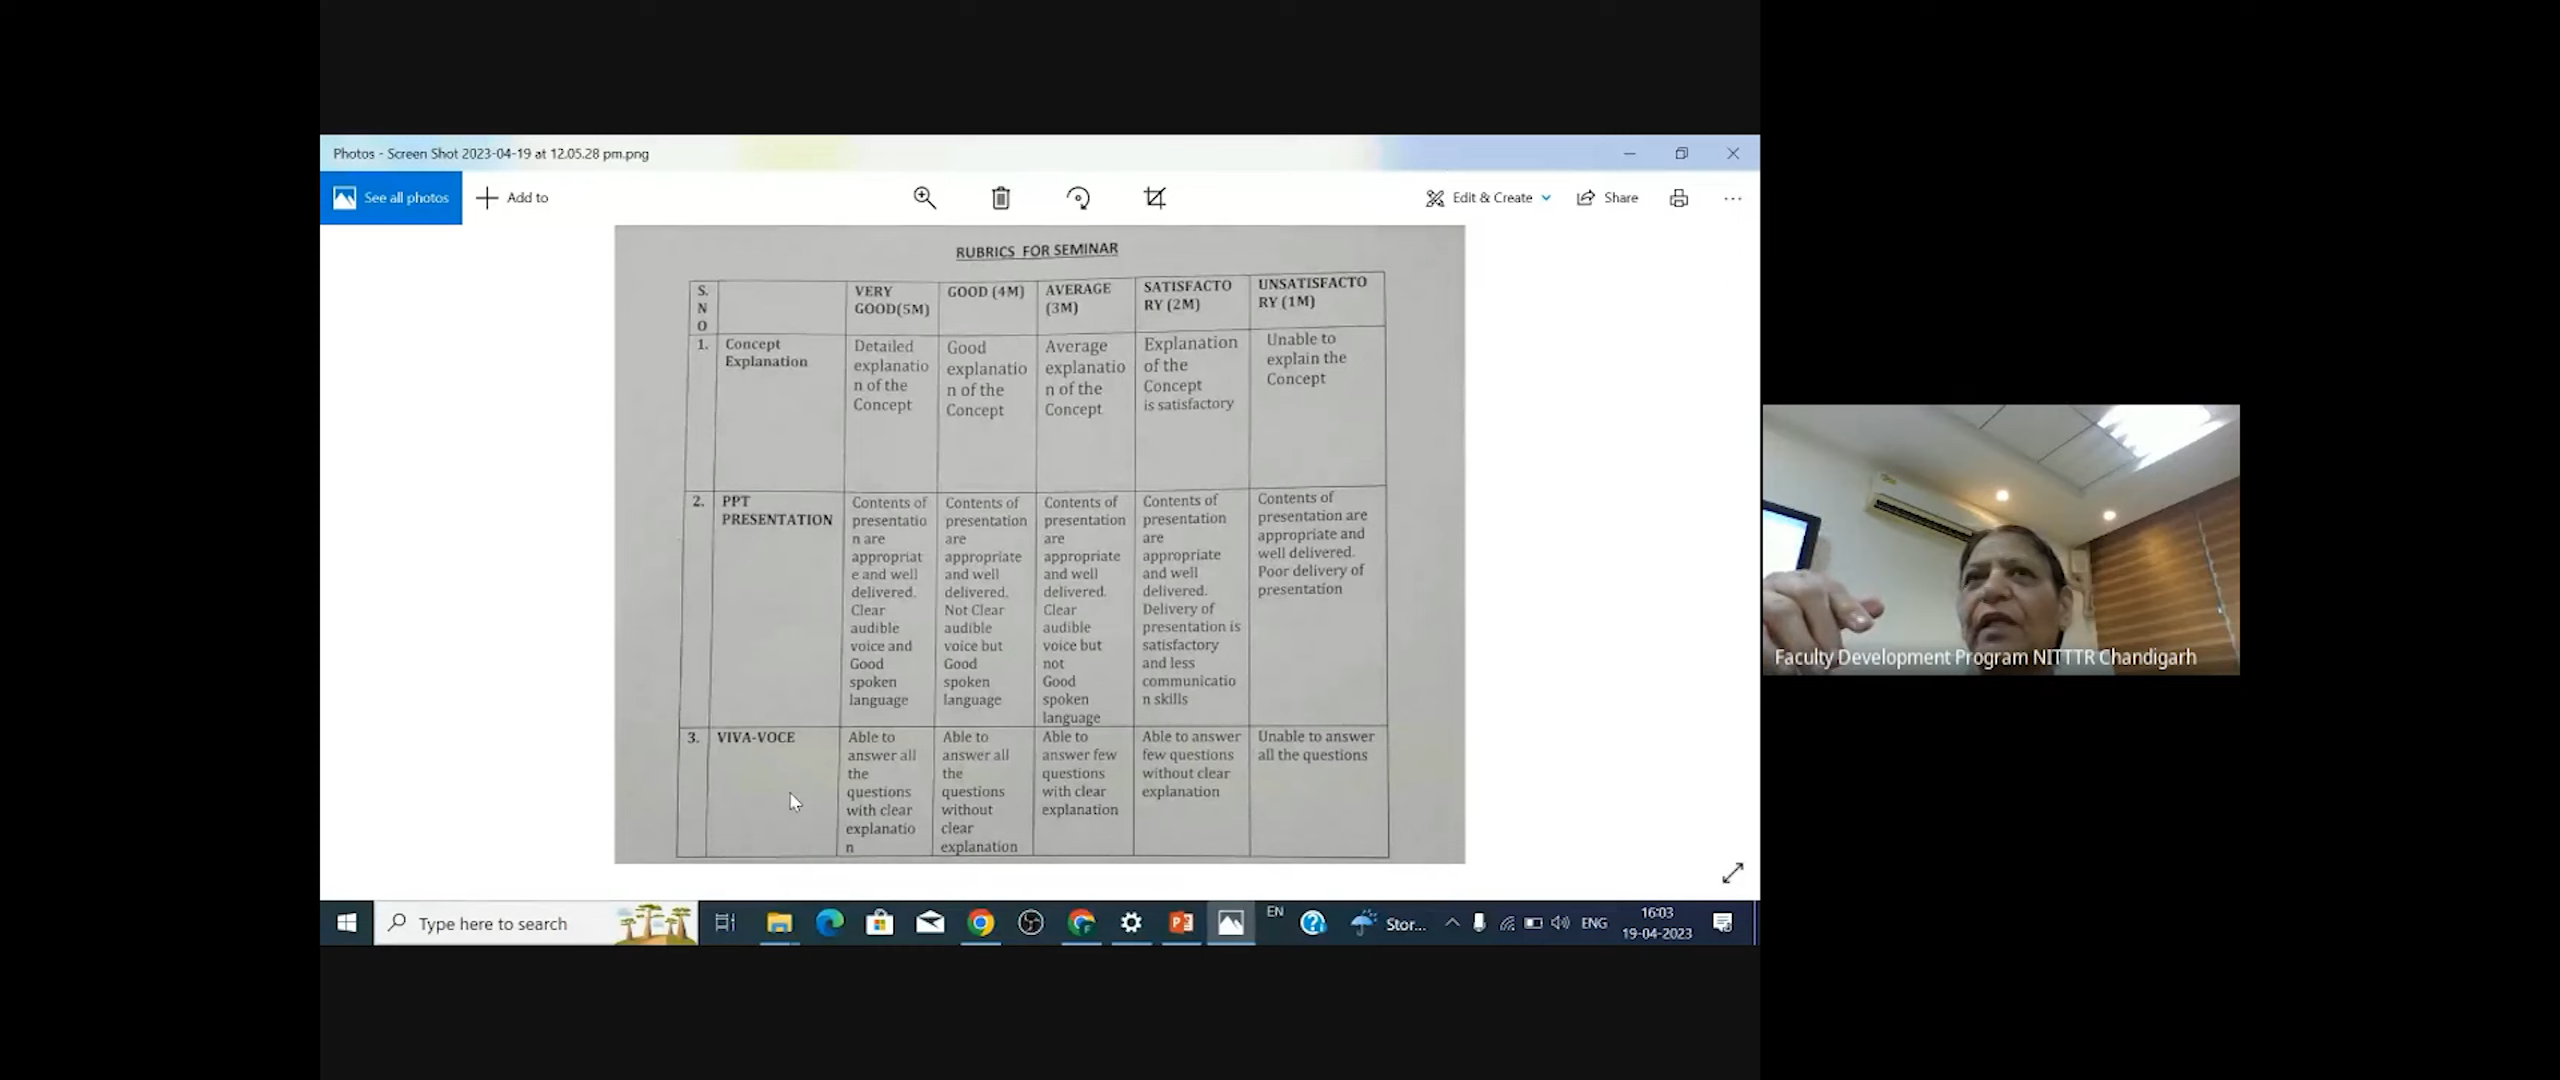 Photos - Screen Shot 2023-04-19 at 12.05.28 pm.png
See all photos
Add to
Edit & Create
Share
RUBRICS FOR SEMINAR
S.
N
O
VERY
GOOD(5M)
GOOD (4M)
AVERAGE
(3M)
SATISFACTO
RY (2M)
UNSATISFACTO
RY (1M)
1.
Concept
Explanation
Detailed
explanatio
n of the
Concept
Good
explanatio
n of the
Concept
Average
explanatio
n of the
Concept
Explanation
of the
Concept
is satisfactory
Unable to
explain the
Concept
2.
PPT
PRESENTATION
Contents of
presentatio
n are
appropriat
e and well
delivered.
Clear
audible
voice and
Good
spoken
language
Contents of
presentation
are
appropriate
and well
delivered.
Not Clear
audible
voice but
Good
spoken
language
Contents of
presentation
are
appropriate
and well
delivered.
Clear
audible
voice but
not
Good
spoken
language
Contents of
presentation
are
appropriate
and well
delivered.
Delivery of
presentation is
satisfactory
and less
communicatio
n skills
Contents of
presentation are
appropriate and
well delivered.
Poor delivery of
presentation
3.
VIVA-VOCE
Able to
answer all
the
questions
with clear
explanatio
n
Able to
answer all
the
questions
without
clear
explanation
Able to
answer few
questions
with clear
explanation
Able to answer
few questions
without clear
explanation
Unable to answer
all the questions
Faculty Development Program NITTTR Chandigarh
Type here to search
EN
Stor...
ENG
16:03
19-04-2023